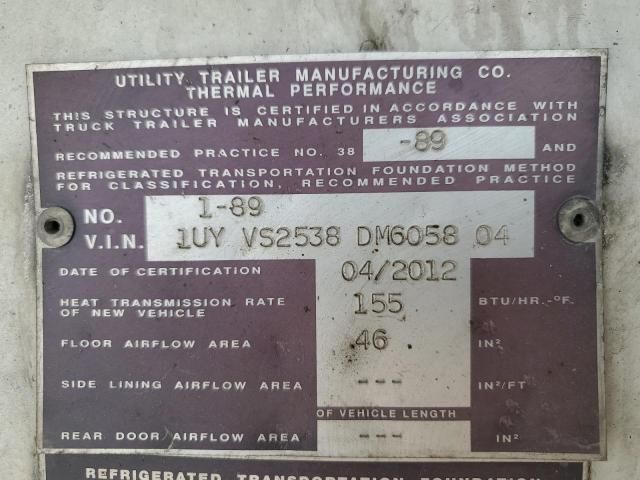 UTILITY TRAILER MANUFACTURING CO.
THERMAL PERFORMANCE
THIS STRUCTURE IS CERTIFIED IN ACCORDANCE WITH
TRUCK TRAILER MANUFACTURERS ASSOCIATION
RECOMMENDED PRACTICE NO. 38 -89 AND
REFRIGERATED TRANSPORTATION FOUNDATION METHOD
FOR CLASSIFICATION, RECOMMENDED PRACTICE
NO. 1-89
V.I.N. 1UY VS2538 DM6058 04
DATE OF CERTIFICATION 04/2012
HEAT TRANSMISSION RATE
OF NEW VEHICLE 155 BTU/HR.-°F.
FLOOR AIRFLOW AREA 46 IN²
SIDE LINING AIRFLOW AREA --- IN²/FT
OF VEHICLE LENGTH
REAR DOOR AIRFLOW AREA --- IN²
REFRIGERATED TRANSPORTATION FOUNDATION